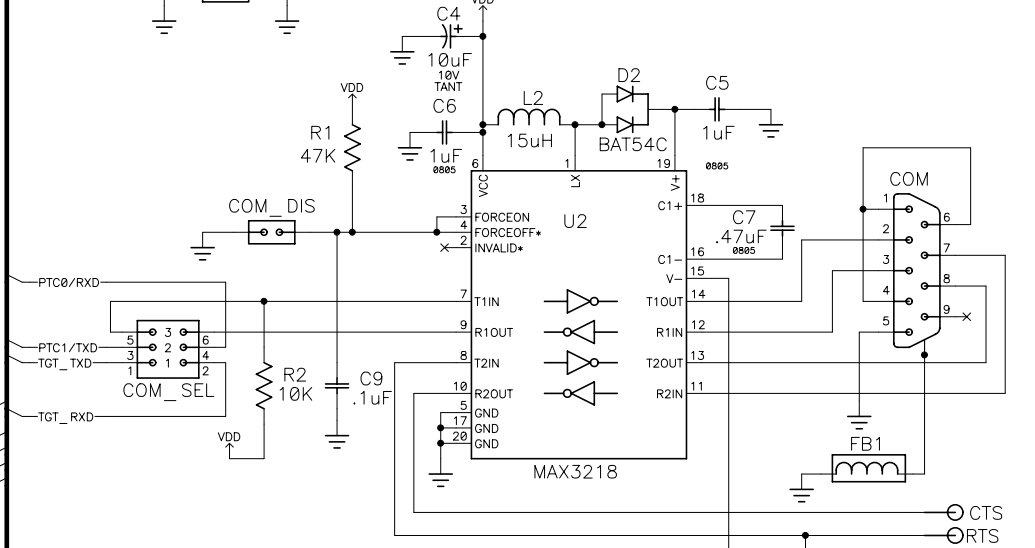 VDD
C4
+
10uF
10V
TANT
C6
1uF
0805
VDD
R1
47K
L2
15uH
D2
BAT54C
C5
1uF
0805
COM_DIS
6
VCC
1
LX
19
V+
3 FORCEON
4 FORCEOFF*
2 INVALID*
U2
C1+ 18
C7
.47uF
0805
C1- 16
V- 15
7 T1IN
T1OUT 14
9 R1OUT
R1IN 12
8 T2IN
T2OUT 13
10 R2OUT
R2IN 11
5 GND
17 GND
20 GND
MAX3218
PTC0/RXD
PTC1/TXD
TGT_TXD
TGT_RXD
5 3 6
3 2 4
1 1 2
COM_SEL
R2
10K
VDD
C9
.1uF
COM
1
6
2
7
3
8
4
9
5
FB1
CTS
RTS